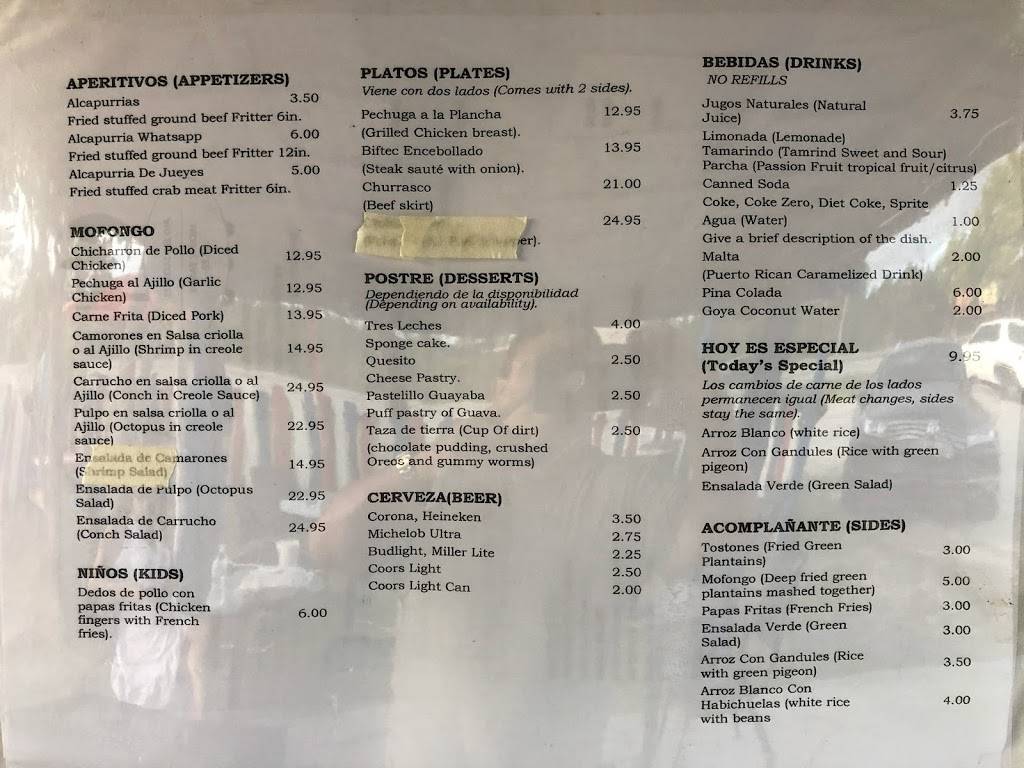 APERITIVOS (APPETIZERS)
Alcapurrias 3.50
Fried stuffed ground beef Fritter 6in.
Alcapurria Whatsapp 6.00
Fried stuffed ground beef Fritter 12in.
Alcapurria De Jueyes 5.00
Fried stuffed crab meat Fritter 6in.
MOFONGO
Chicharron de Pollo (Diced
Chicken) 12.95
Pechuga al Ajillo (Garlic
Chicken) 12.95
Carne Frita (Diced Pork) 13.95
Camorones en Salsa criolla
o al Ajillo (Shrimp in creole 14.95
sauce)
Carrucho en salsa criolla o al
Ajillo (Conch in Creole Sauce) 24.95
Pulpo en salsa criolla o al
Ajillo (Octopus in creole 22.95
sauce)
Ensalada de Camarones
(Shrimp Salad) 14.95
Ensalada de Pulpo (Octopus
Salad) 22.95
Ensalada de Carrucho
(Conch Salad) 24.95
NIÑOS (KIDS)
Dedos de pollo con
papas fritas (Chicken 6.00
fingers with French
fries).
PLATOS (PLATES)
Viene con dos lados (Comes with 2 sides).
Pechuga a la Plancha 12.95
(Grilled Chicken breast).
Biftec Encebollado 13.95
(Steak sauté with onion).
Churrasco 21.00
(Beef skirt)
24.95
POSTRE (DESSERTS)
Dependiendo de la disponibilidad
(Depending on availability).
Tres Leches 4.00
Sponge cake.
Quesito 2.50
Cheese Pastry.
Pastelillo Guayaba 2.50
Puff pastry of Guava.
Taza de tierra (Cup Of dirt) 2.50
(chocolate pudding, crushed
Oreos and gummy worms)
CERVEZA(BEER)
Corona, Heineken 3.50
Michelob Ultra 2.75
Budlight, Miller Lite 2.25
Coors Light 2.50
Coors Light Can 2.00
BEBIDAS (DRINKS)
NO REFILLS
Jugos Naturales (Natural
Juice) 3.75
Limonada (Lemonade)
Tamarindo (Tamrind Sweet and Sour)
Parcha (Passion Fruit tropical fruit/citrus)
Canned Soda 1.25
Coke, Coke Zero, Diet Coke, Sprite
Agua (Water) 1.00
Give a brief description of the dish.
Malta 2.00
(Puerto Rican Caramelized Drink)
Pina Colada 6.00
Goya Coconut Water 2.00
HOY ES ESPECIAL 9.95
(Today's Special)
Los cambios de carne de los lados
permanecen igual (Meat changes, sides
stay the same).
Arroz Blanco (white rice)
Arroz Con Gandules (Rice with green
pigeon)
Ensalada Verde (Green Salad)
ACOMPLAÑANTE (SIDES)
Tostones (Fried Green
Plantains) 3.00
Mofongo (Deep fried green
plantains mashed together) 5.00
Papas Fritas (French Fries) 3.00
Ensalada Verde (Green
Salad) 3.00
Arroz Con Gandules (Rice
with green pigeon) 3.50
Arroz Blanco Con
Habichuelas (white rice 4.00
with beans